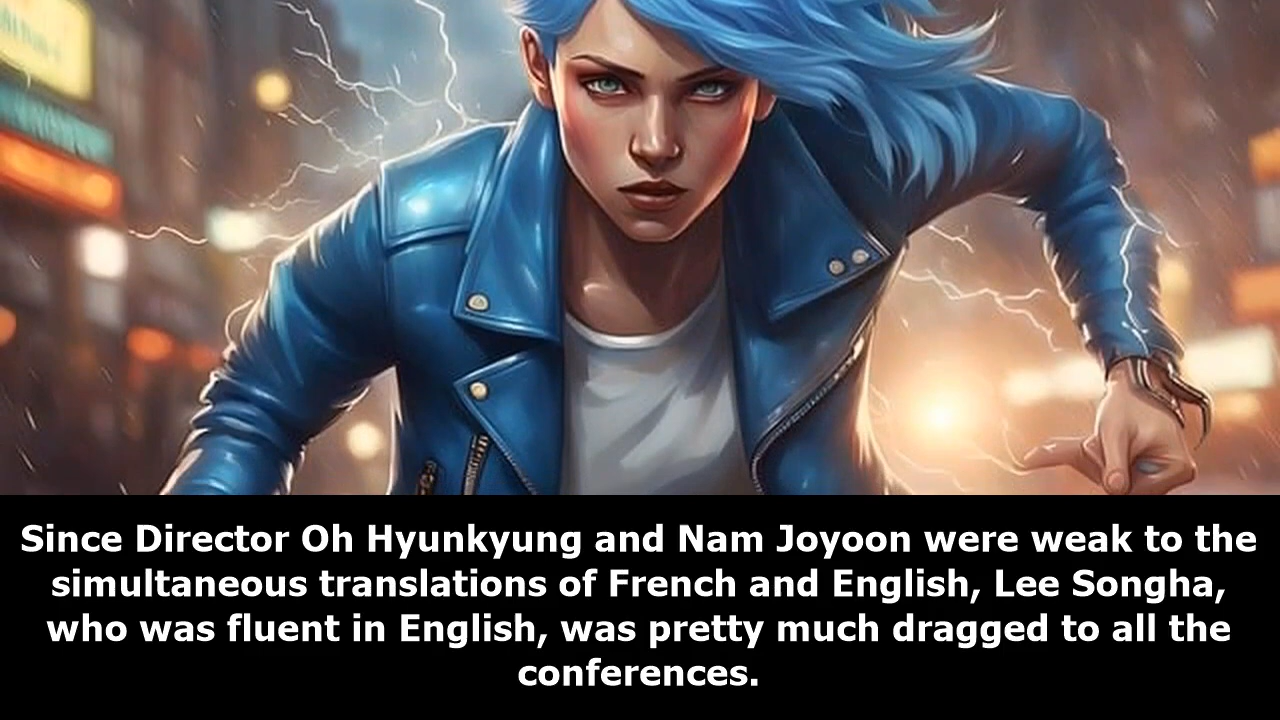 Since Director Oh Hyunkyung and Nam Joyoon were weak to the
simultaneous translations of French and English, Lee Songha,
who was fluent in English, was pretty much dragged to all the
conferences.